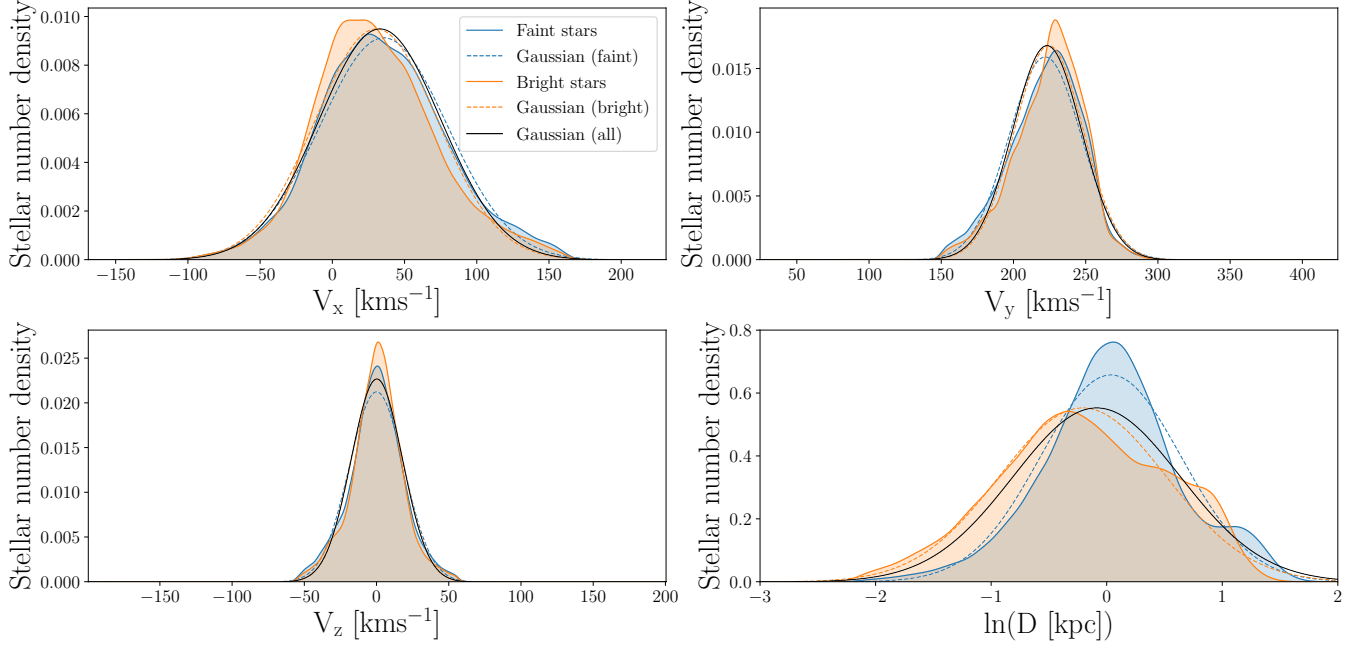 Stellar number density
0.010
0.008
0.006
0.004
0.002
0.000
−150 −100 −50 0 50 100 150 200
Vx [kms−1]
Faint stars
Gaussian (faint)
Bright stars
Gaussian (bright)
Gaussian (all)
Stellar number density
0.015
0.010
0.005
0.000
50 100 150 200 250 300 350 400
Vy [kms−1]
Stellar number density
0.025
0.020
0.015
0.010
0.005
0.000
−150 −100 −50 0 50 100 150 200
Vz [kms−1]
Stellar number density
0.8
0.6
0.4
0.2
0.0
−3 −2 −1 0 1 2
ln(D [kpc])